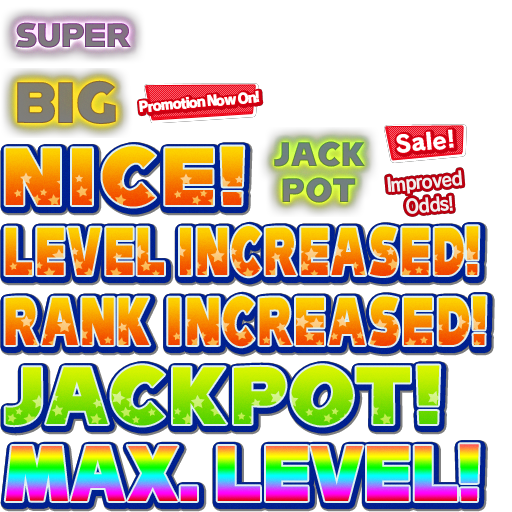 SUPER
BIG
Promotion Now On!
JACK
POT
Sale!
Improved
Odds!
NICE!
LEVEL INCREASED!
RANK INCREASED!
JACKPOT!
MAX. LEVEL!